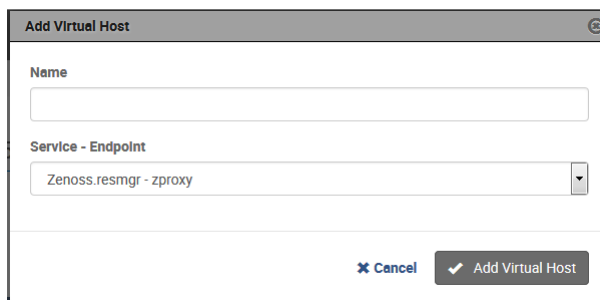 Add Virtual Host
Name
Service - Endpoint
Zenoss.resmgr - zproxy
Cancel
Add Virtual Host